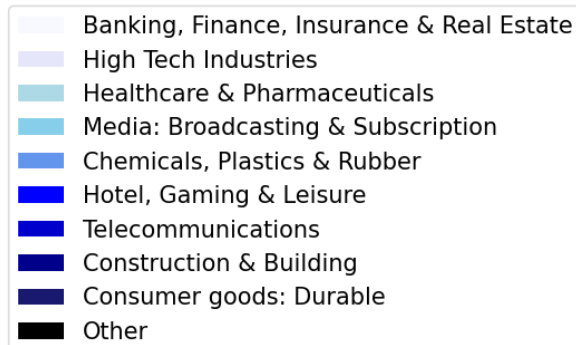 Banking, Finance, Insurance & Real Estate
High Tech Industries
Healthcare & Pharmaceuticals
Media: Broadcasting & Subscription
Chemicals, Plastics & Rubber
Hotel, Gaming & Leisure
Telecommunications
Construction & Building
Consumer goods: Durable
Other